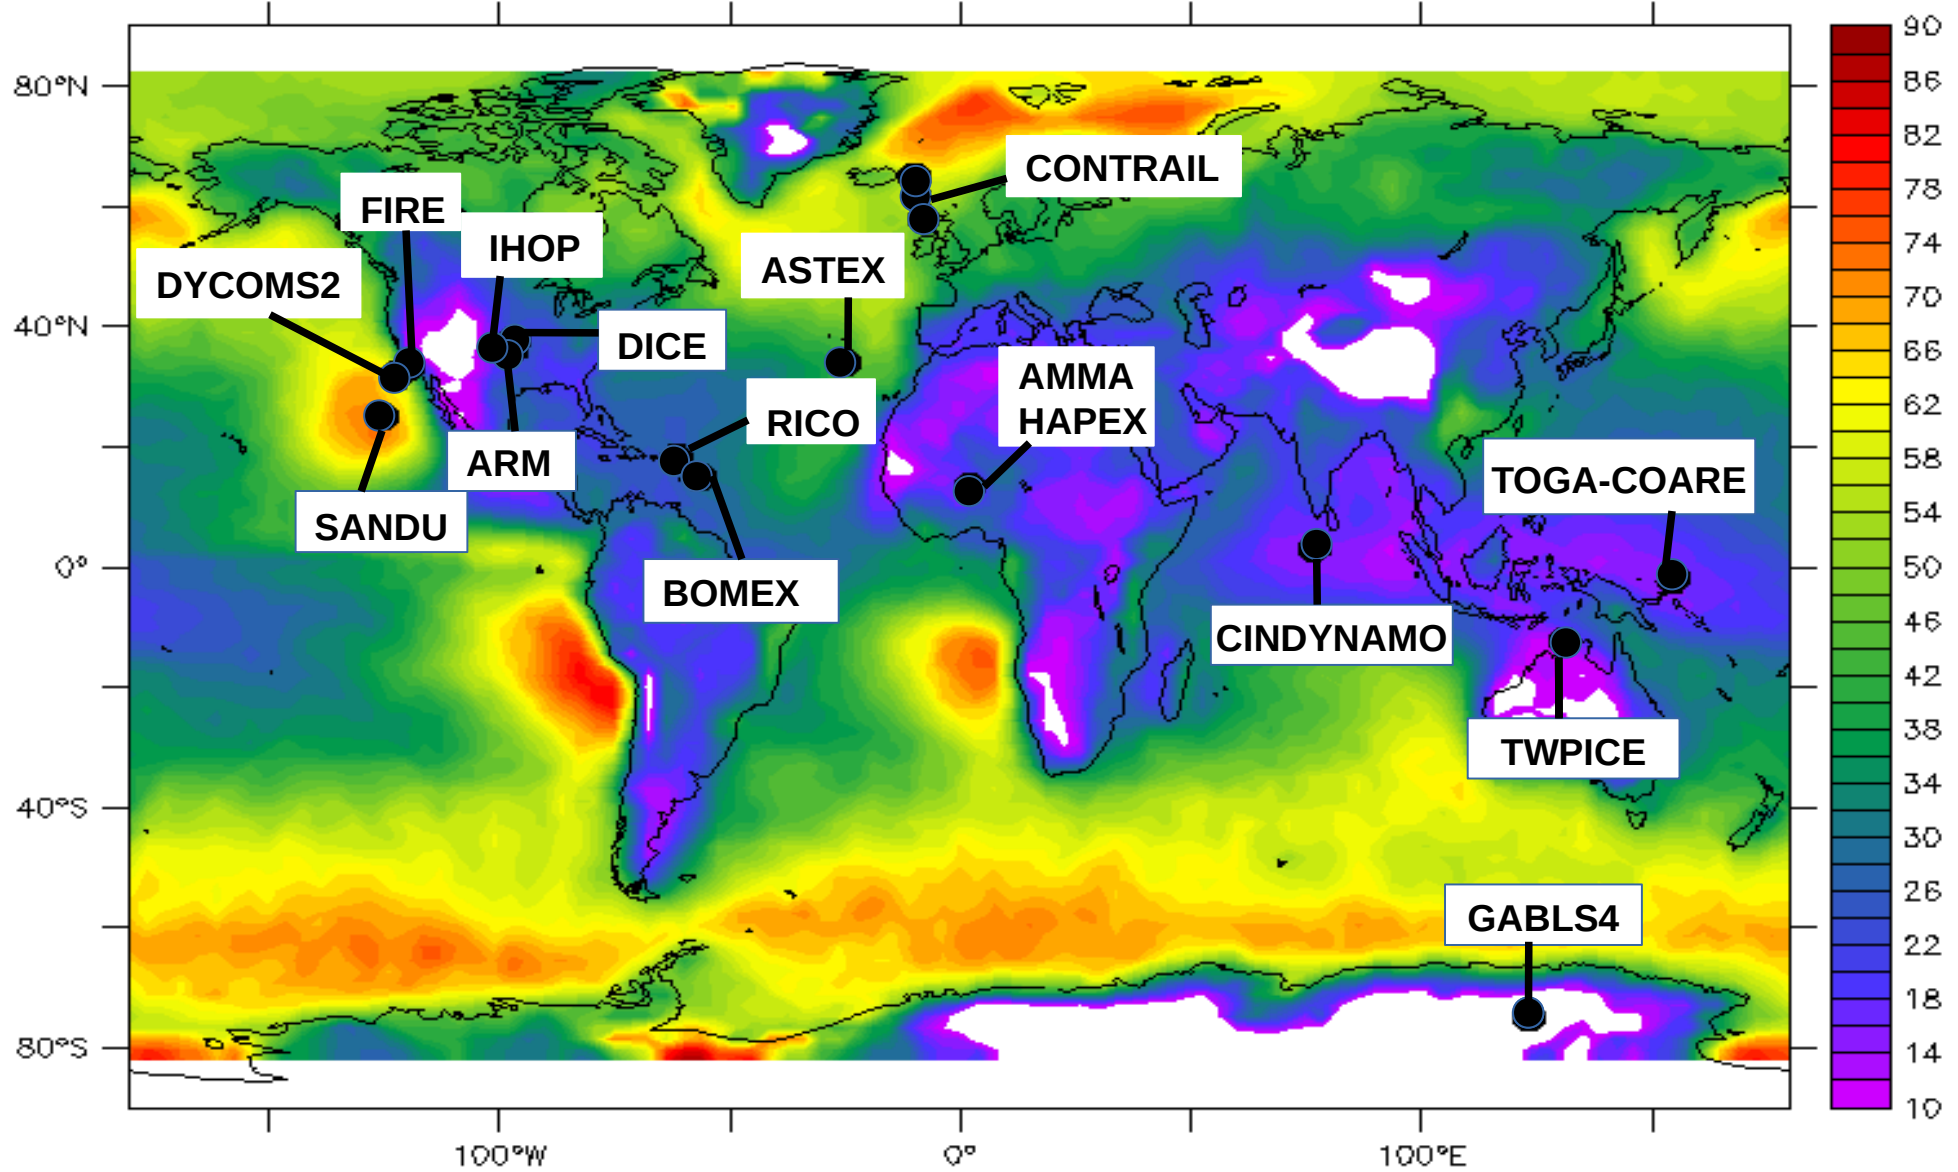 80°N
40°N
0°
40°S
80°S
CONTRAIL
FIRE
IHOP
DYCOMS2
ASTEX
DICE
AMMA
HAPEX
RICO
ARM
TOGA-COARE
SANDU
BOMEX
CINDYNAMO
TWPICE
GABLS4
100°W
0°
100°E
90
86
82
78
74
70
66
62
58
54
50
46
42
38
34
30
26
22
18
14
10